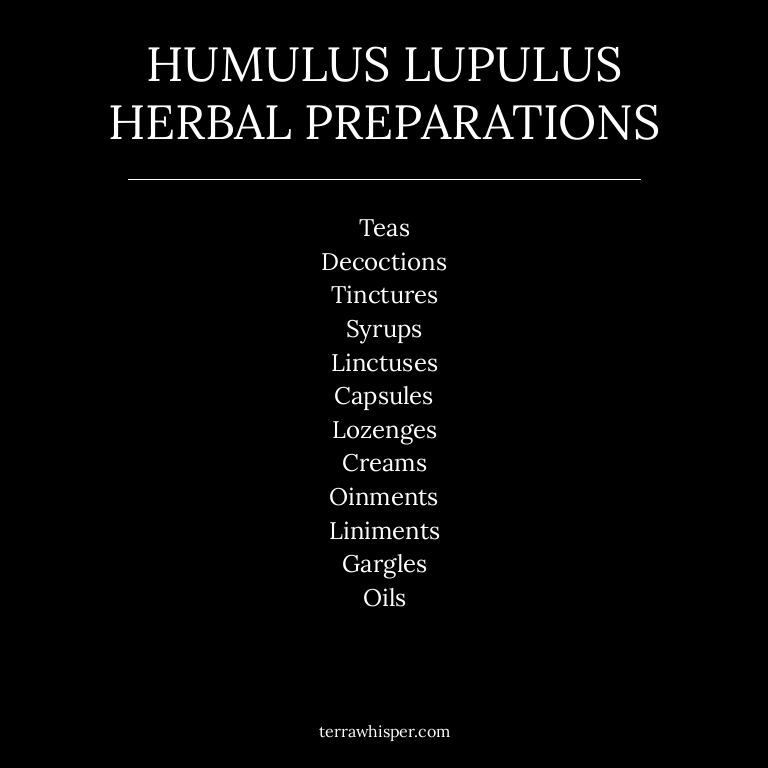 HUMULUS LUPULUS
HERBAL PREPARATIONS
Teas
Decoctions
Tinctures
Syrups
Linctuses
Capsules
Lozenges
Creams
Oinments
Liniments
Gargles
Oils
terrawhisper.com